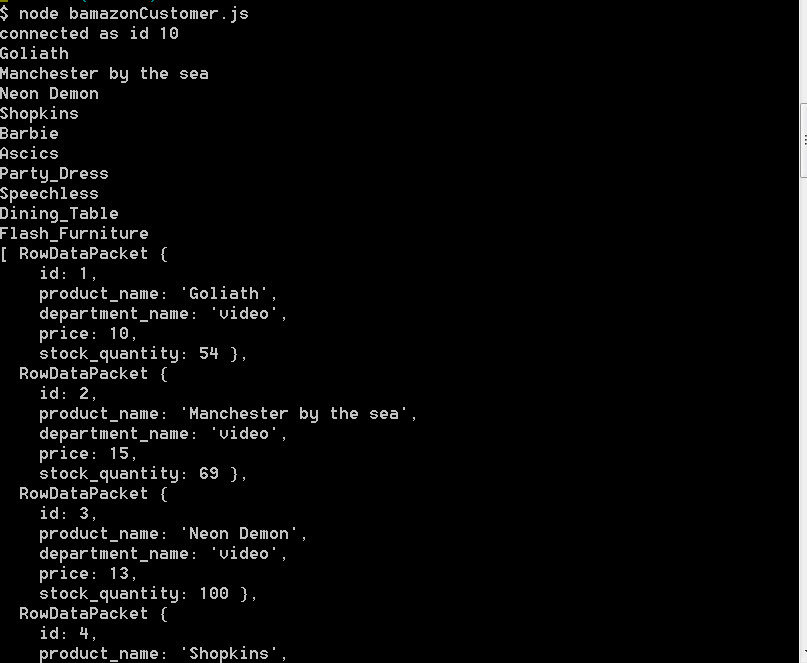 $ node bamazonCustomer.js
connected as id 10
Goliath
Manchester by the sea
Neon Demon
Shopkins
Barbie
Ascics
Party_Dress
Speechless
Dining_Table
Flash_Furniture
[ RowDataPacket {
    id: 1,
    product_name: 'Goliath',
    department_name: 'video',
    price: 10,
    stock_quantity: 54 },
  RowDataPacket {
    id: 2,
    product_name: 'Manchester by the sea',
    department_name: 'video',
    price: 15,
    stock_quantity: 69 },
  RowDataPacket {
    id: 3,
    product_name: 'Neon Demon',
    department_name: 'video',
    price: 13,
    stock_quantity: 100 },
  RowDataPacket {
    id: 4,
    product_name: 'Shopkins',